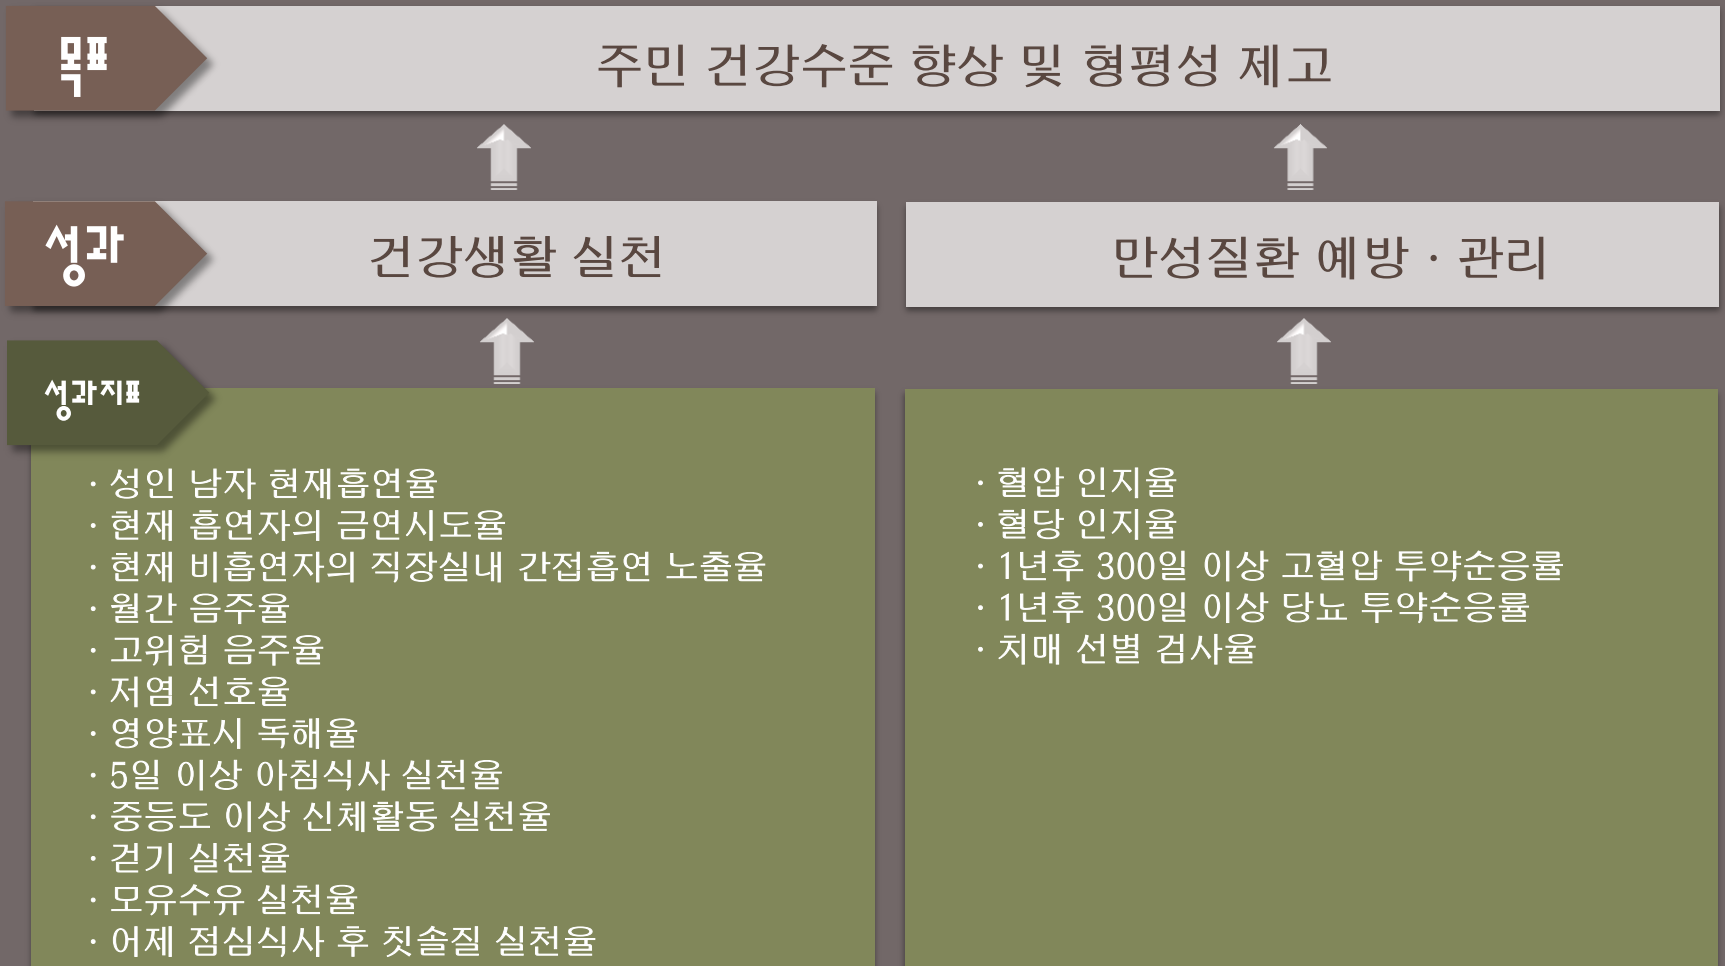 목표
주민 건강수준 향상 및 형평성 제고
성과
건강생활 실천
만성질환 예방 · 관리
성과지표
· 성인 남자 현재흡연율
· 현재 흡연자의 금연시도율
· 현재 비흡연자의 직장실내 간접흡연 노출율
· 월간 음주율
· 고위험 음주율
· 저염 선호율
· 영양표시 독해율
· 5일 이상 아침식사 실천율
· 중등도 이상 신체활동 실천율
· 걷기 실천율
· 모유수유 실천율
· 어제 점심식사 후 칫솔질 실천율
· 혈압 인지율
· 혈당 인지율
· 1년후 300일 이상 고혈압 투약순응률
· 1년후 300일 이상 당뇨 투약순응률
· 치매 선별 검사율